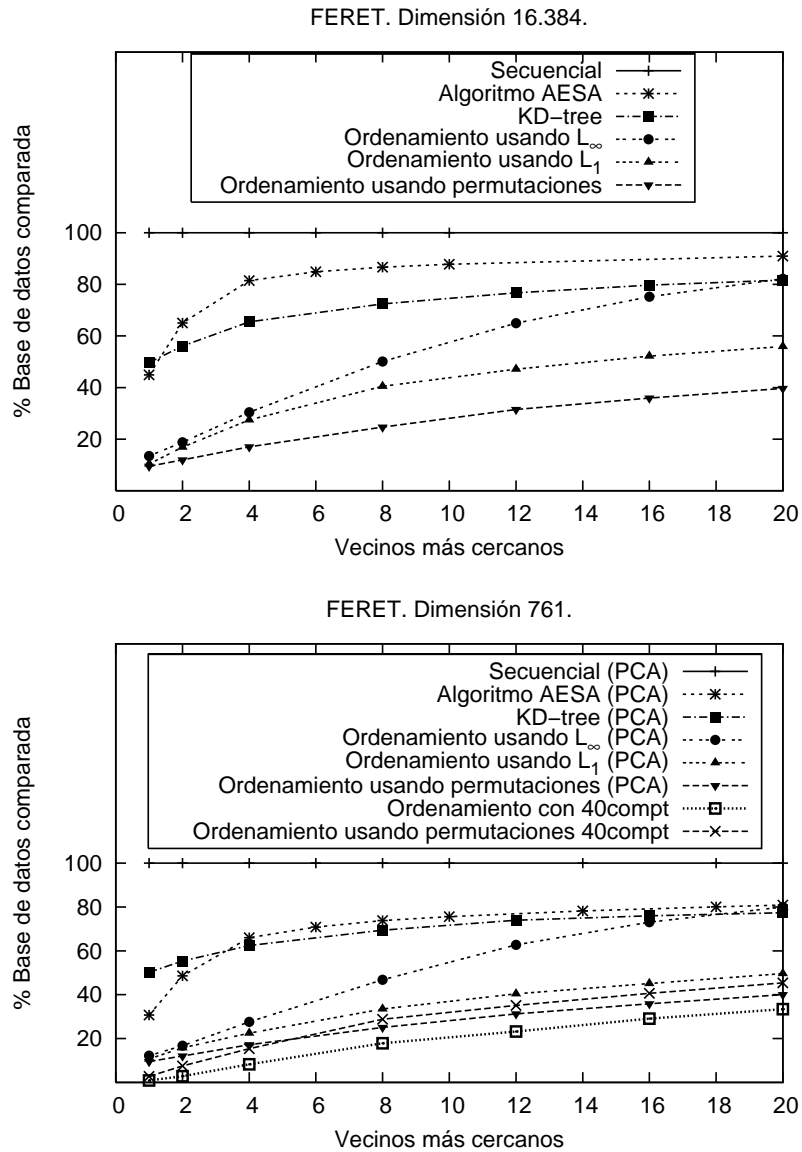 FERET. Dimensión 16.384.
Secuencial
Algoritmo AESA
KD−tree
Ordenamiento usando L∞
Ordenamiento usando L1
Ordenamiento usando permutaciones
% Base de datos comparada
100
80
60
40
20
0 2 4 6 8 10 12 14 16 18 20
Vecinos más cercanos
FERET. Dimensión 761.
Secuencial (PCA)
Algoritmo AESA (PCA)
KD−tree (PCA)
Ordenamiento usando L∞ (PCA)
Ordenamiento usando L1 (PCA)
Ordenamiento usando permutaciones (PCA)
Ordenamiento con 40compt
Ordenamiento usando permutaciones 40compt
% Base de datos comparada
100
80
60
40
20
0 2 4 6 8 10 12 14 16 18 20
Vecinos más cercanos